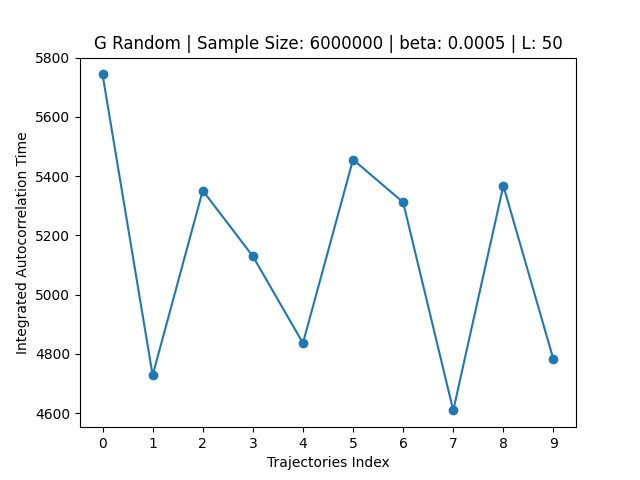 G Random | Sample Size: 6000000 | beta: 0.0005 | L: 50
5800
5600
5400
5200
5000
4800
4600
Integrated Autocorrelation Time
0 1 2 3 4 5 6 7 8 9
Trajectories Index